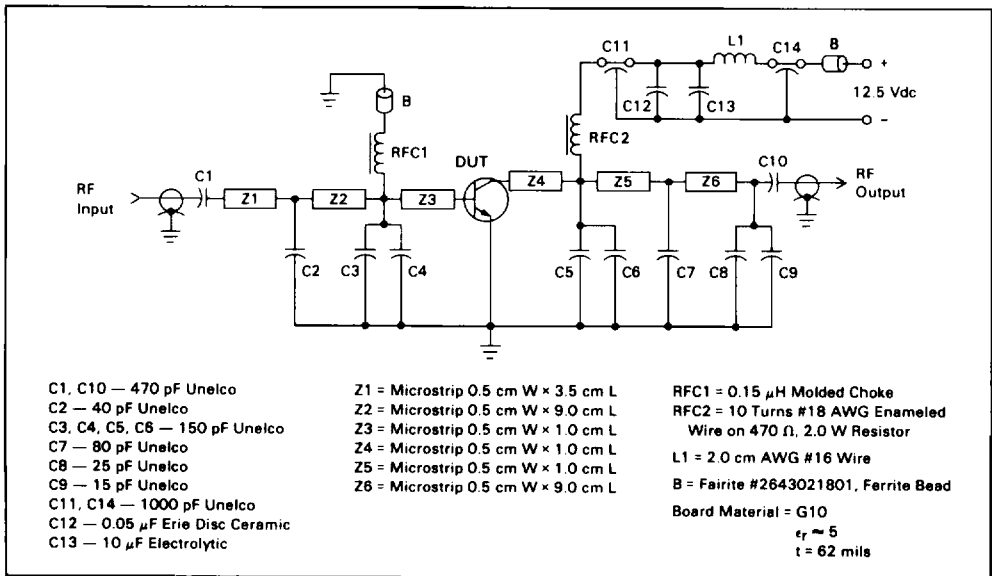 C11
L1
C14
B
+
12.5 Vdc
−
C12
C13
B
RFC1
RFC2
DUT
RF
Input
C1
Z1
Z2
Z3
Z4
Z5
Z6
C10
RF
Output
C2
C3
C4
C5
C6
C7
C8
C9
C1, C10 — 470 pF Unelco
C2 — 40 pF Unelco
C3, C4, C5, C6 — 150 pF Unelco
C7 — 80 pF Unelco
C8 — 25 pF Unelco
C9 — 15 pF Unelco
C11, C14 — 1000 pF Unelco
C12 — 0.05 μF Erie Disc Ceramic
C13 — 10 μF Electrolytic
Z1 = Microstrip 0.5 cm W × 3.5 cm L
Z2 = Microstrip 0.5 cm W × 9.0 cm L
Z3 = Microstrip 0.5 cm W × 1.0 cm L
Z4 = Microstrip 0.5 cm W × 1.0 cm L
Z5 = Microstrip 0.5 cm W × 1.0 cm L
Z6 = Microstrip 0.5 cm W × 9.0 cm L
RFC1 = 0.15 μH Molded Choke
RFC2 = 10 Turns #18 AWG Enameled
Wire on 470 Ω, 2.0 W Resistor
L1 = 2.0 cm AWG #16 Wire
B = Fairite #2643021801, Ferrite Bead
Board Material = G10
εr ≈ 5
t = 62 mils